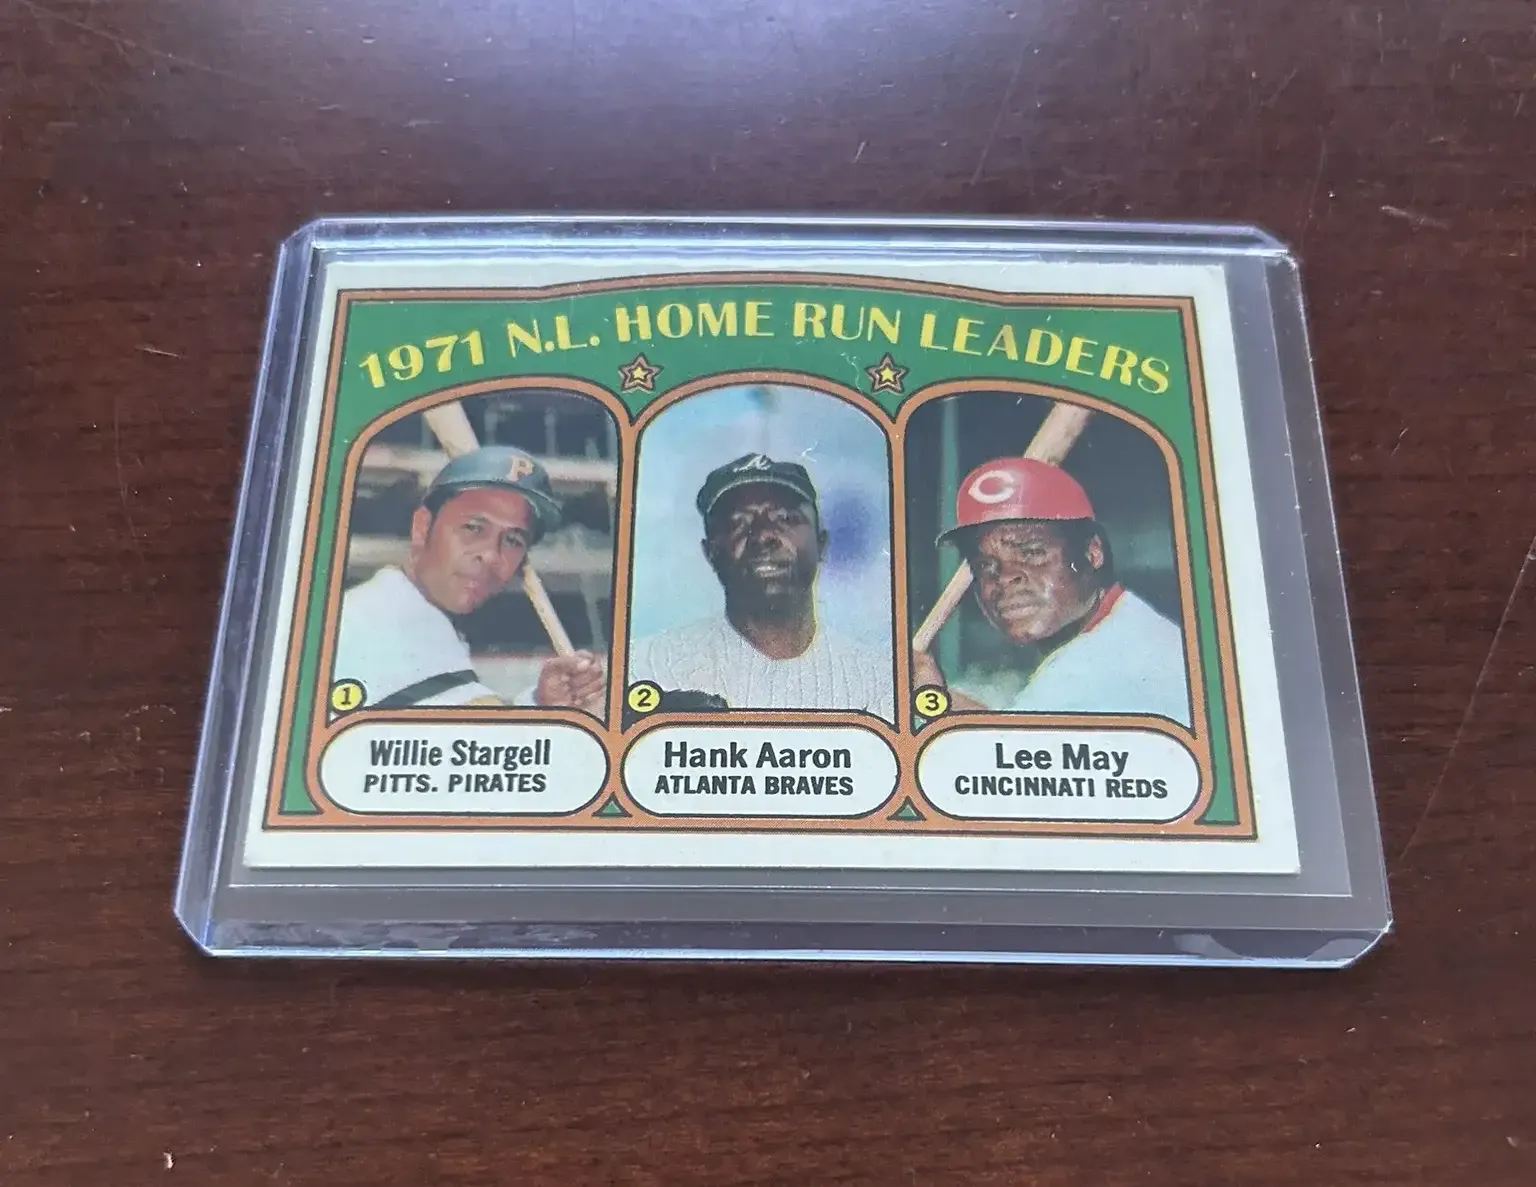 1971 N.L. HOME RUN LEADERS
P
A
C
1
2
3
Willie Stargell
PITTS. PIRATES
Hank Aaron
ATLANTA BRAVES
Lee May
CINCINNATI REDS